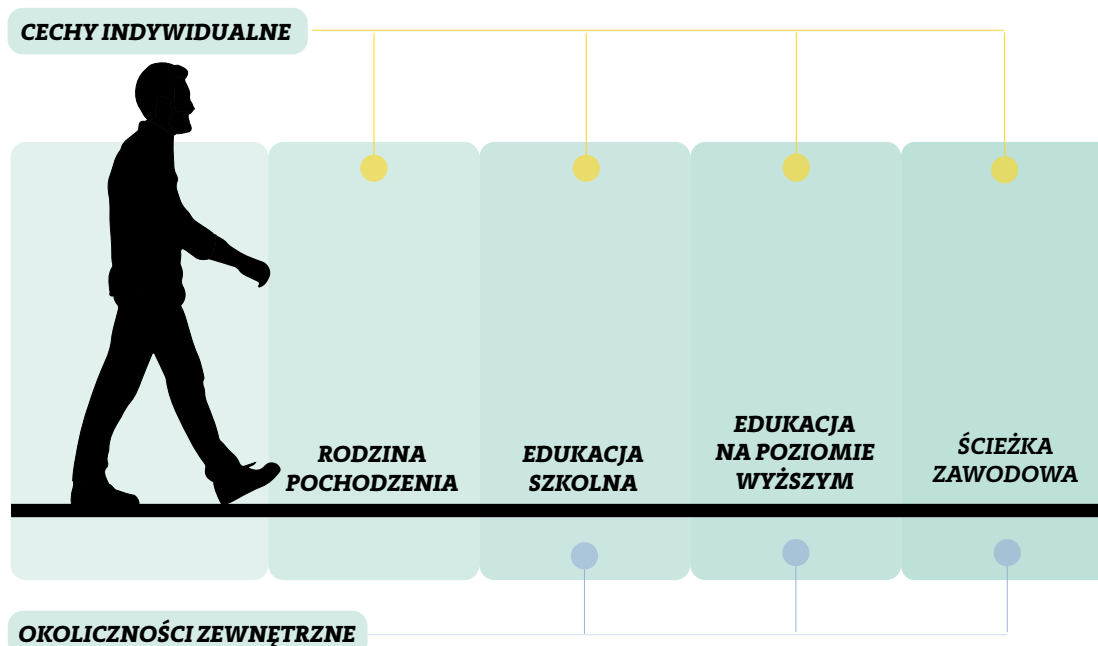 CECHY INDYWIDUALNE
RODZINA
POCHODZENIA
EDUKACJA
SZKOLNA
EDUKACJA
NA POZIOMIE
WYŻSZYM
ŚCIEŻKA
ZAWODOWA
OKOLICZNOŚCI ZEWNĘTRZNE